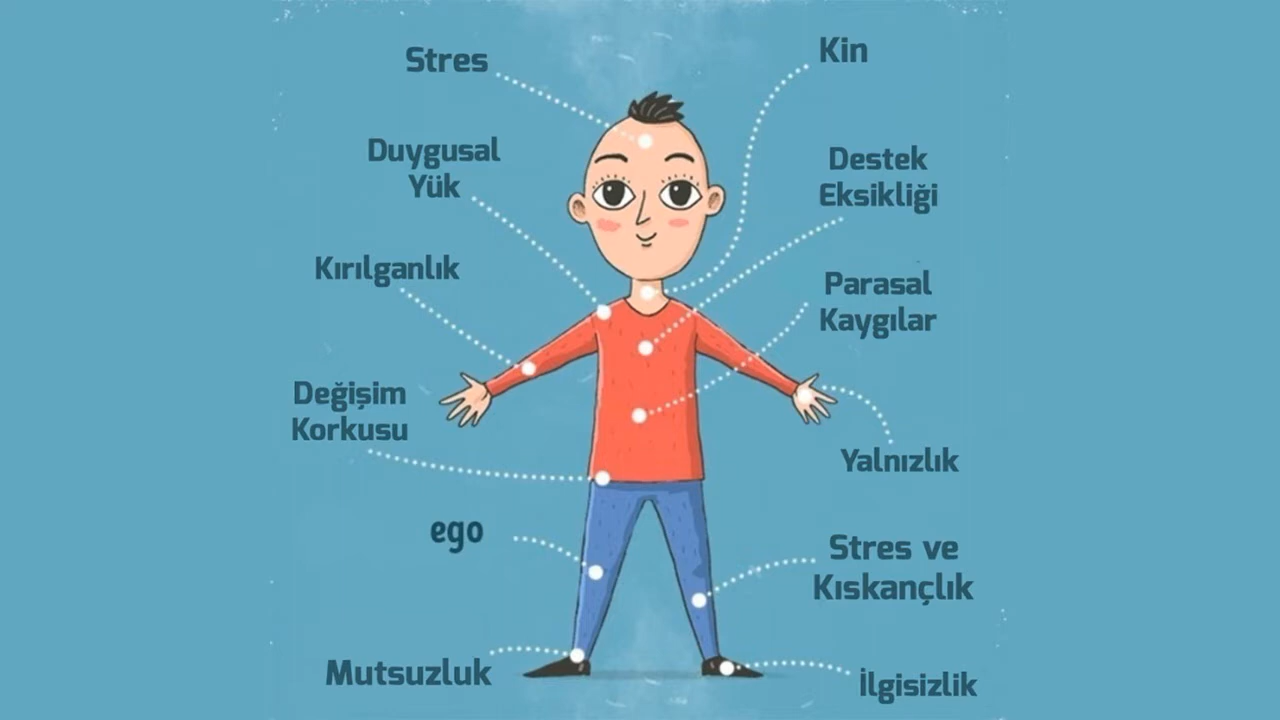 Stres
Kin
Duygusal
Yük
Destek
Eksikliği
Kırılganlık
Parasal
Kaygılar
Değişim
Korkusu
Yalnızlık
ego
Stres ve
Kıskançlık
Mutsuzluk
İlgisizlik